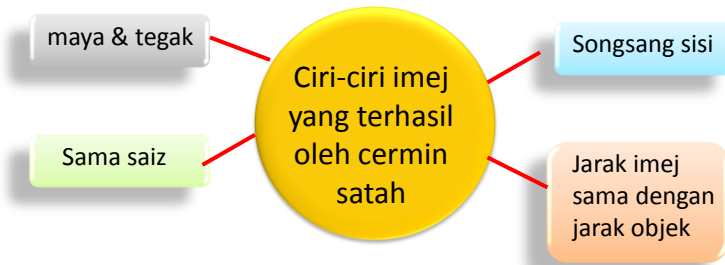 maya & tegak
Songsang sisi
Ciri-ciri imej
yang terhasil
oleh cermin
satah
Sama saiz
Jarak imej
sama dengan
jarak objek